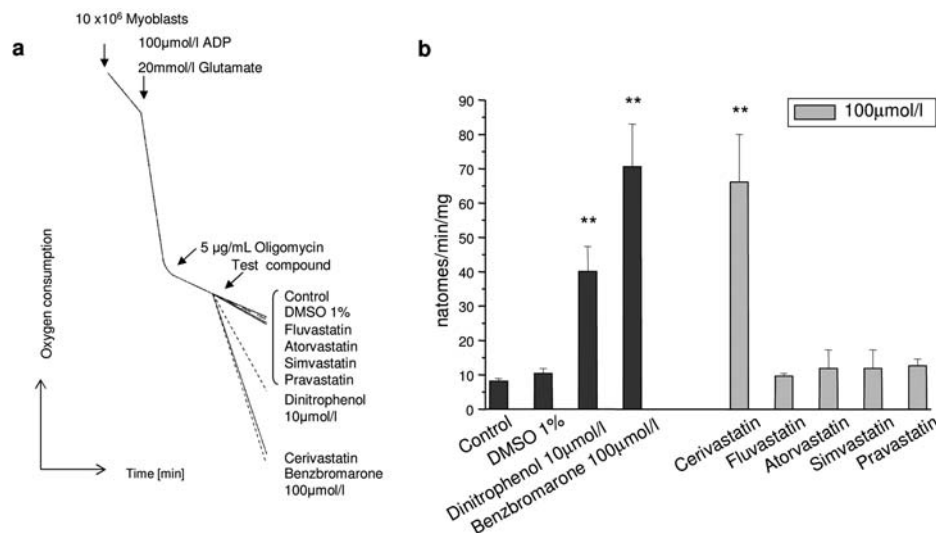 a
10 x10⁶ Myoblasts
100µmol/l ADP
20mmol/l Glutamate
5 µg/mL Oligomycin
Test compound
Control
DMSO 1%
Fluvastatin
Atorvastatin
Simvastatin
Pravastatin
Dinitrophenol
10µmol/l
Cerivastatin
Benzbromarone
100µmol/l
Oxygen consumption
Time [min]
b
100µmol/l
natomes/min/mg
90
80
70
60
50
40
30
20
10
0
**
**
**
Control
DMSO 1%
Dinitrophenol 10µmol/l
Benzbromarone 100µmol/l
Cerivastatin
Fluvastatin
Atorvastatin
Simvastatin
Pravastatin